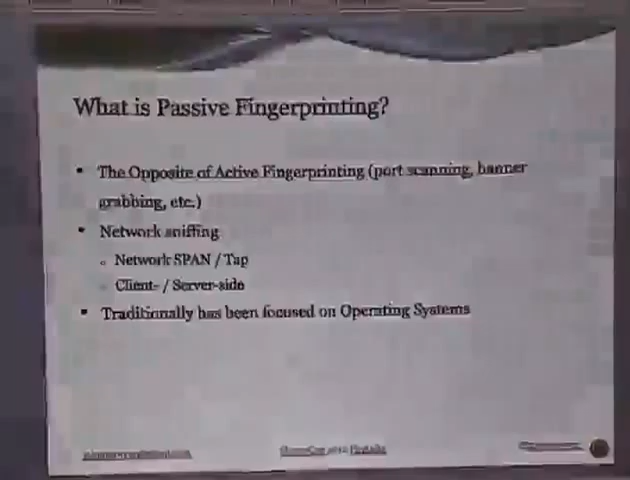 What is Passive Fingerprinting?
• The Opposite of Active Fingerprinting (port scanning, banner
grabbing, etc.)
• Network sniffing
o Network SPAN / Tap
o Client- / Server-side
• Traditionally has been focused on Operating Systems